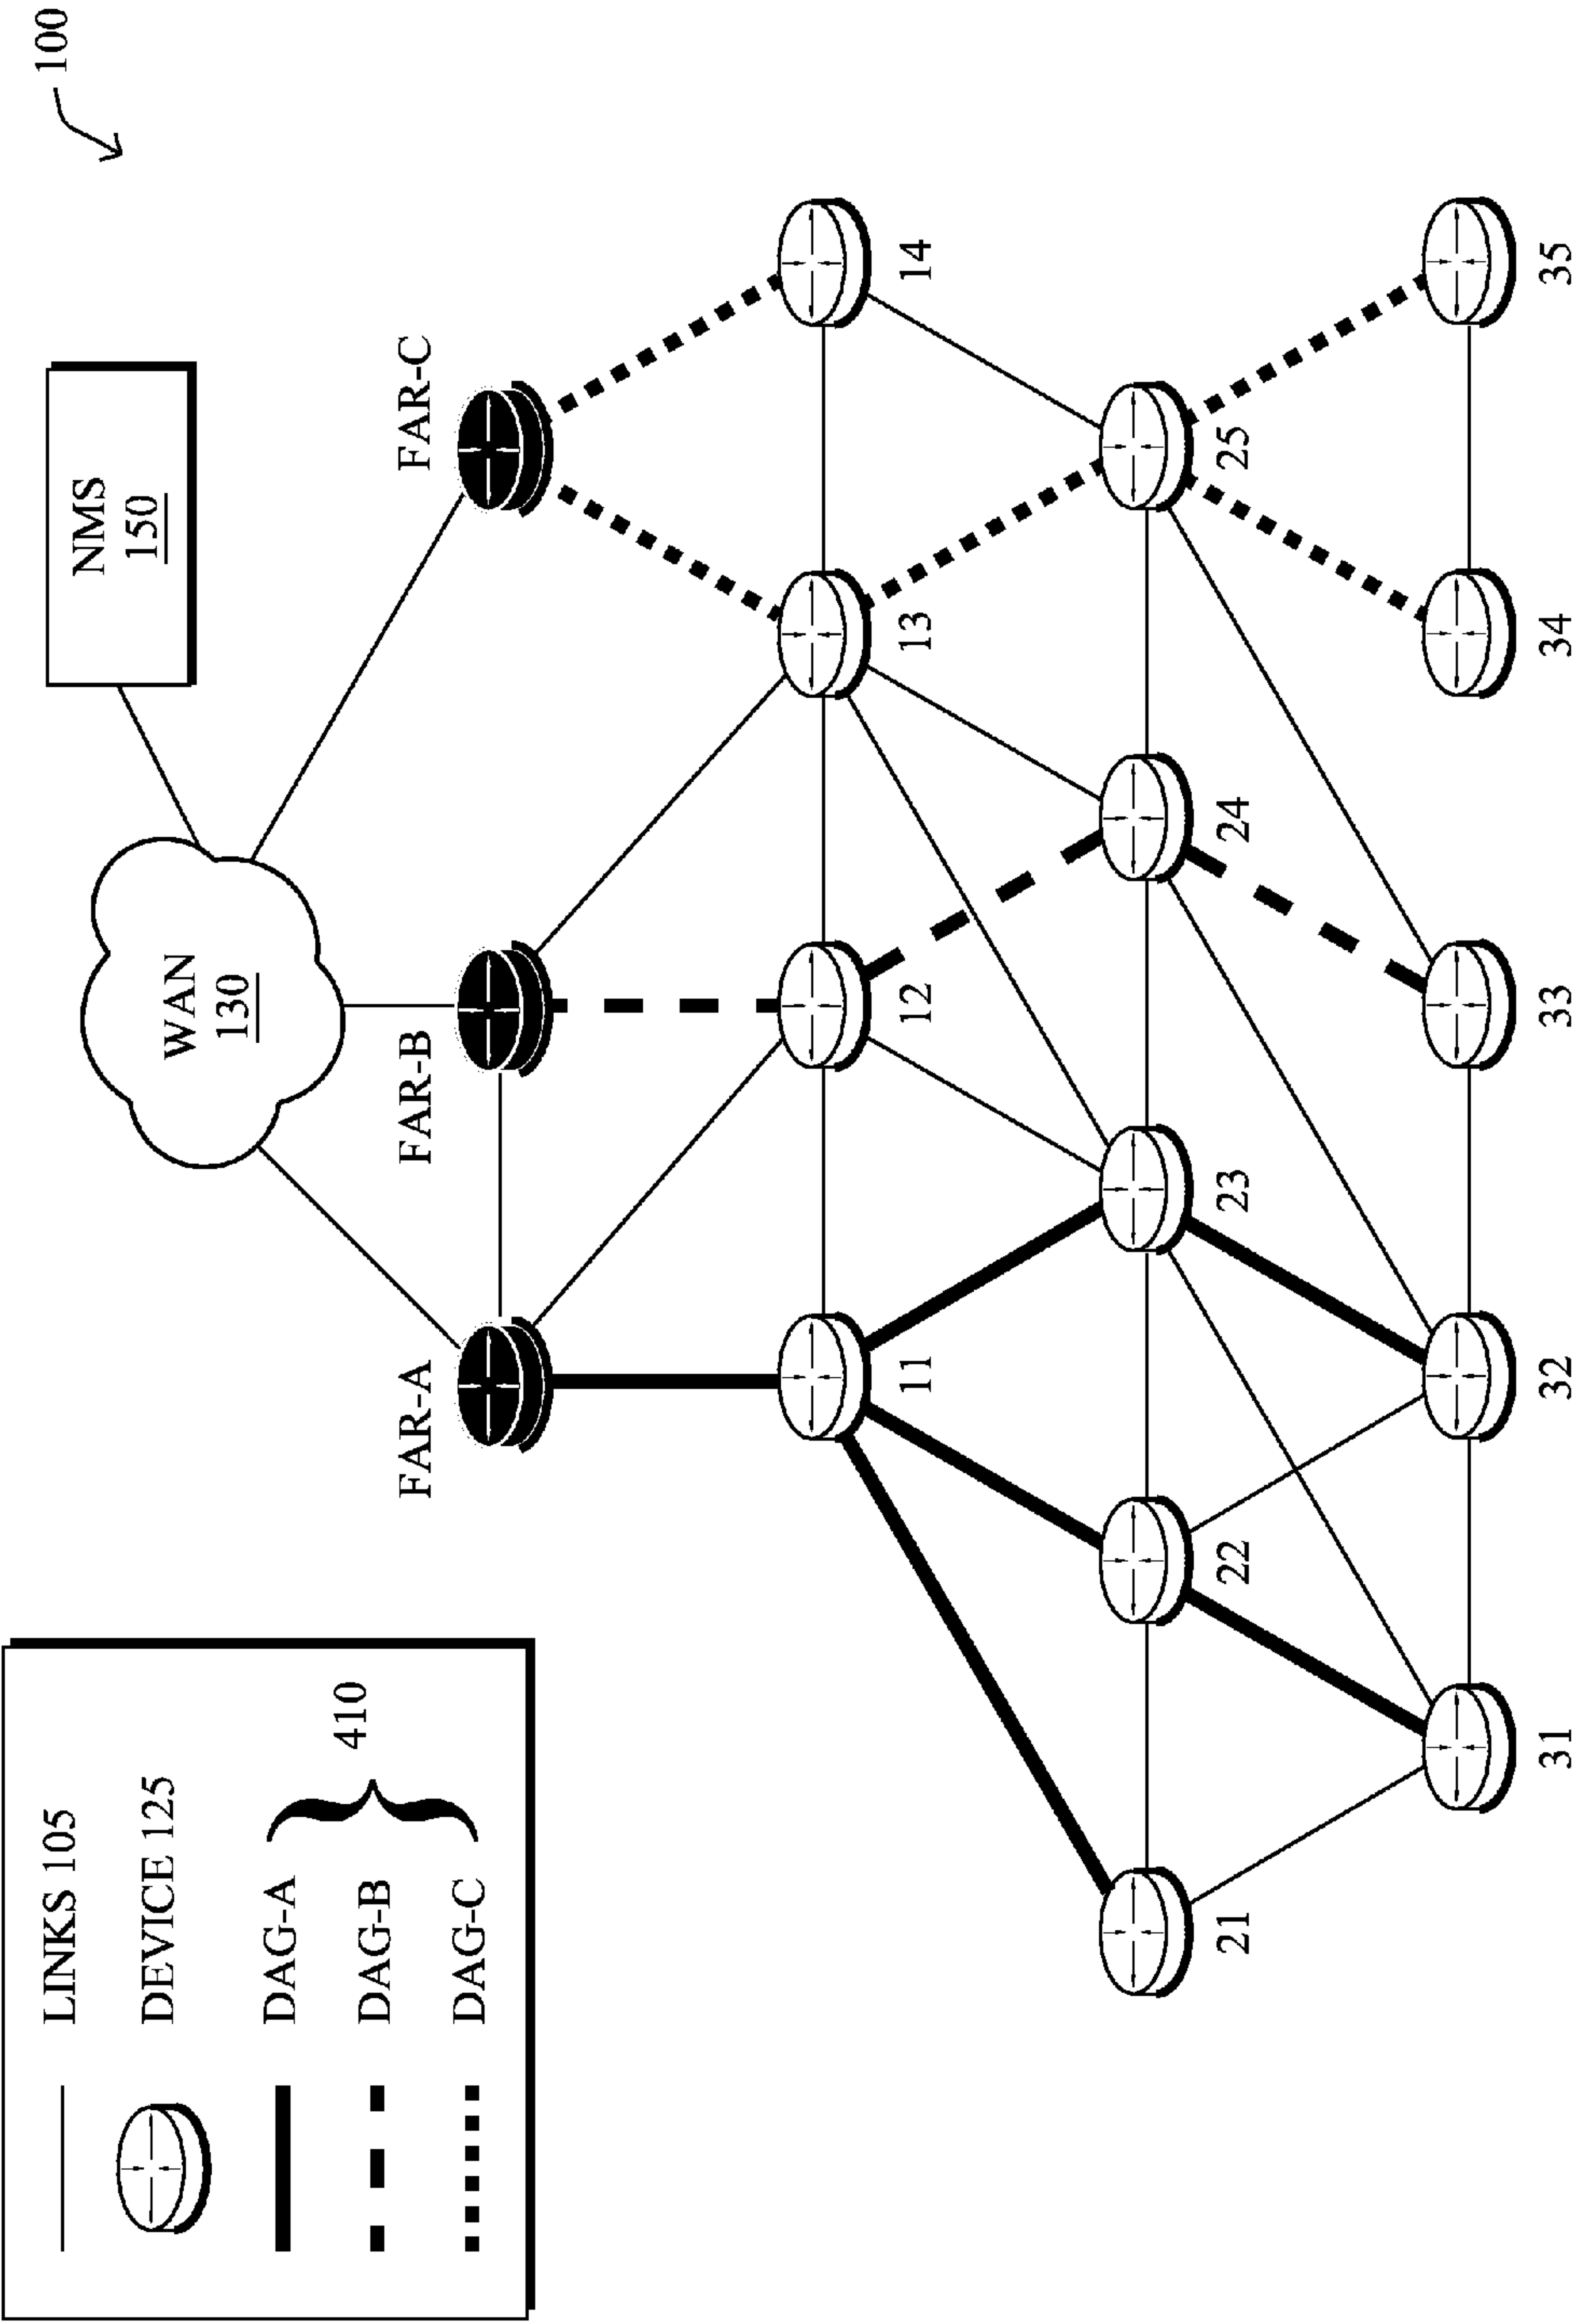 100
LINKS 105
DEVICE 125
DAG-A
DAG-B
DAG-C
410
NMS
150
WAN
130
FAR-A
FAR-B
FAR-C
11
12
13
14
21
22
23
24
25
31
32
33
34
35